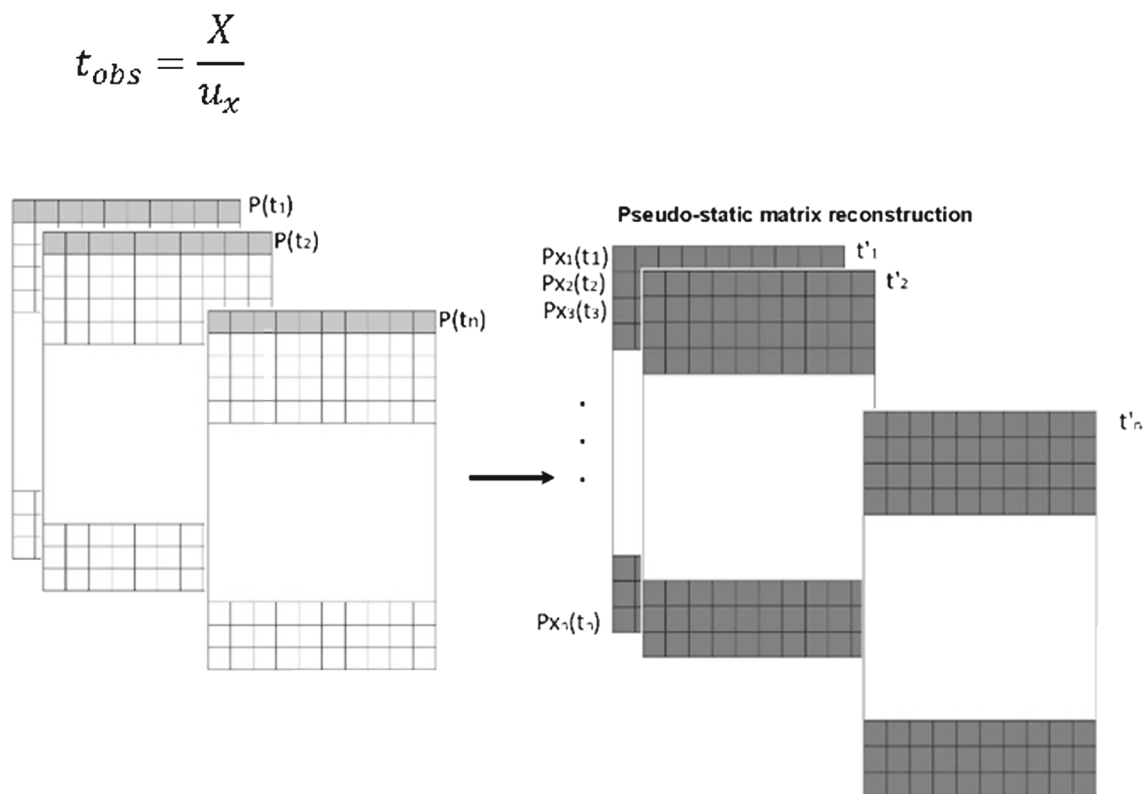 t_obs = X / u_x
P(t₁)
P(t₂)
P(tₙ)
Pseudo-static matrix reconstruction
Px₁(t1)
Px₂(t₂)
Px₃(t₃)
Pxₙ(tₙ)
t'₁
t'₂
t'ₙ